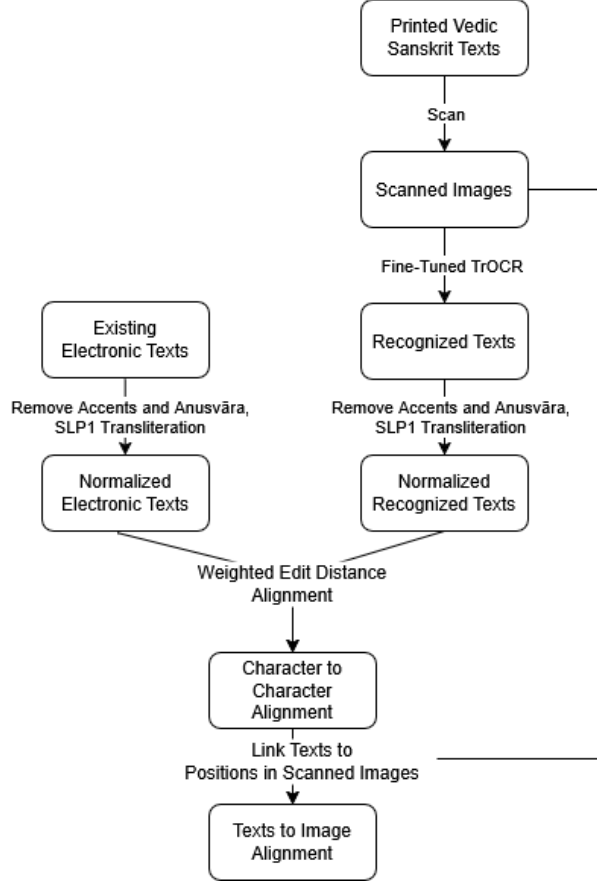 Printed Vedic
Sanskrit Texts
Scan
Scanned Images
Fine-Tuned TrOCR
Existing
Electronic Texts
Recognized Texts
Remove Accents and Anusvāra,
SLP1 Transliteration
Remove Accents and Anusvāra,
SLP1 Transliteration
Normalized
Electronic Texts
Normalized
Recognized Texts
Weighted Edit Distance
Alignment
Character to
Character
Alignment
Link Texts to
Positions in Scanned Images
Texts to Image
Alignment